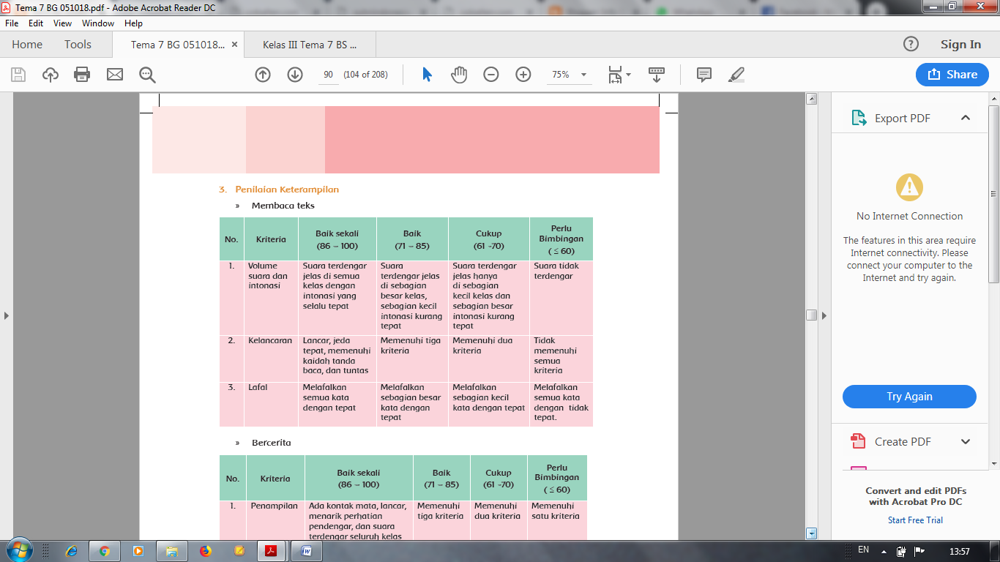 Tema 7 BG 051018.pdf - Adobe Acrobat Reader DC
File Edit View Window Help
Home Tools Tema 7 BG 051018... × Kelas III Tema 7 BS ... Sign In
90 (104 of 208) 75% Share
Export PDF
No Internet Connection
The features in this area require
Internet connectivity. Please
connect your computer to the
Internet and try again.
Try Again
Create PDF
Convert and edit PDFs
with Acrobat Pro DC
Start Free Trial
3. Penilaian Keterampilan
» Membaca teks
No. Kriteria
Baik sekali
(86 – 100)
Baik
(71 – 85)
Cukup
(61 -70)
Perlu
Bimbingan
( ≤ 60)
1.
Volume
suara dan
intonasi
Suara terdengar
jelas di semua
kelas dengan
intonasi yang
selalu tepat
Suara
terdengar jelas
di sebagian
besar kelas,
sebagian kecil
intonasi kurang
tepat
Suara terdengar
jelas hanya
di sebagian
kecil kelas dan
sebagian besar
intonasi kurang
tepat
Suara tidak
terdengar
2.
Kelancaran
Lancar, jeda
tepat, memenuhi
kaidah tanda
baca, dan tuntas
Memenuhi tiga
kriteria
Memenuhi dua
kriteria
Tidak
memenuhi
semua
kriteria
3.
Lafal
Melafalkan
semua kata
dengan tepat
Melafalkan
sebagian besar
kata dengan
tepat
Melafalkan
sebagian kecil
kata dengan tepat
Melafalkan
semua kata
dengan tidak
tepat.
» Bercerita
No. Kriteria
Baik sekali
(86 – 100)
Baik
(71 – 85)
Cukup
(61 -70)
Perlu
Bimbingan
( ≤ 60)
1.
Penampilan
Ada kontak mata, lancar,
menarik perhatian
pendengar, dan suara
terdengar seluruh kelas
Memenuhi
tiga kriteria
Memenuhi
dua kriteria
Memenuhi
satu kriteria
EN 13:57